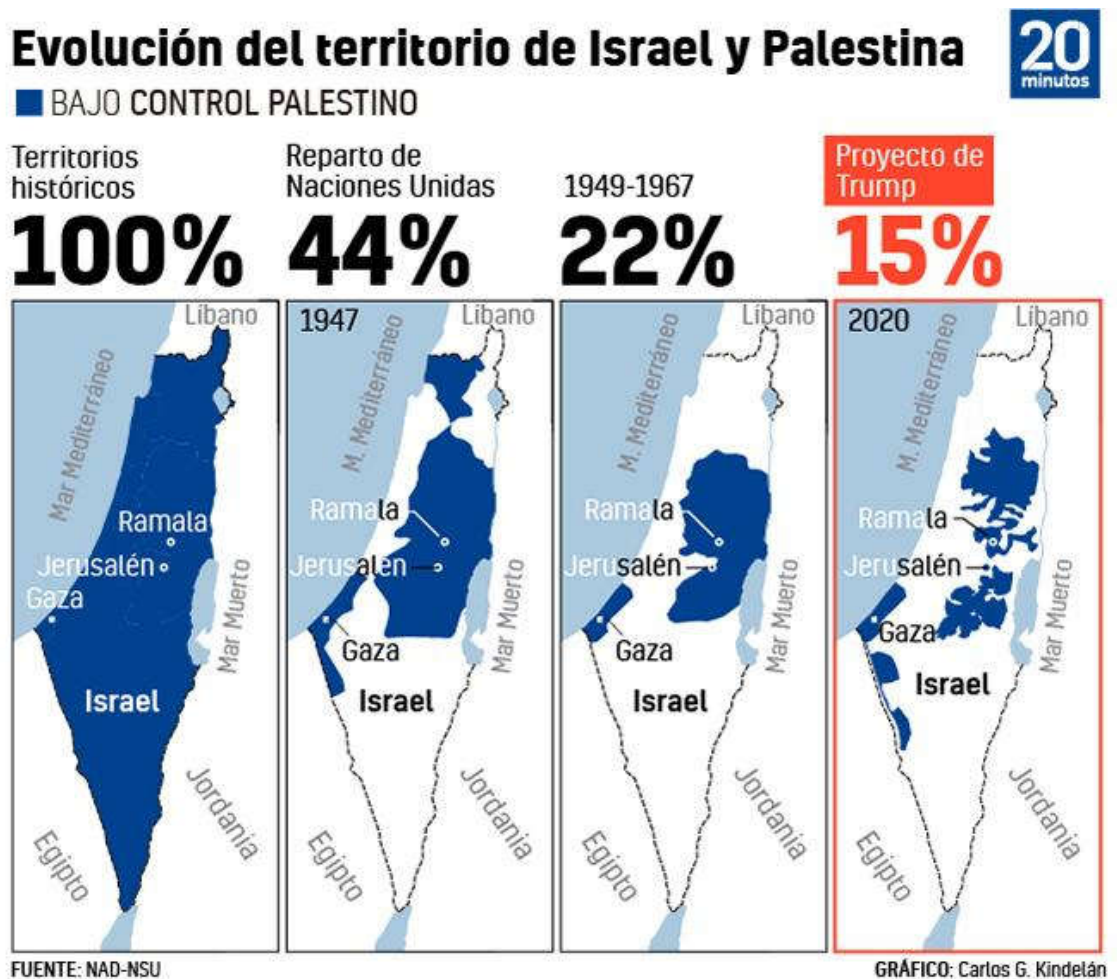 Evolución del territorio de Israel y Palestina
20
minutos
BAJO CONTROL PALESTINO
Territorios
históricos
100%
Reparto de
Naciones Unidas
44%
1949-1967
22%
Proyecto de
Trump
15%
Líbano
Mar Mediterráneo
Ramala
Jerusalén
Gaza
Mar Muerto
Israel
Jordania
Egipto
1947
Líbano
M. Mediterráneo
Ramala
Jerusalén
Gaza
Mar Muerto
Israel
Jordania
Egipto
Líbano
M. Mediterráneo
Ramala
Jerusalén
Gaza
Mar Muerto
Israel
Jordania
Egipto
2020
Líbano
M. Mediterráneo
Ramala
Jerusalén
Gaza
Mar Muerto
Israel
Jordania
Egipto
FUENTE: NAD-NSU
GRÁFICO: Carlos G. Kindelán